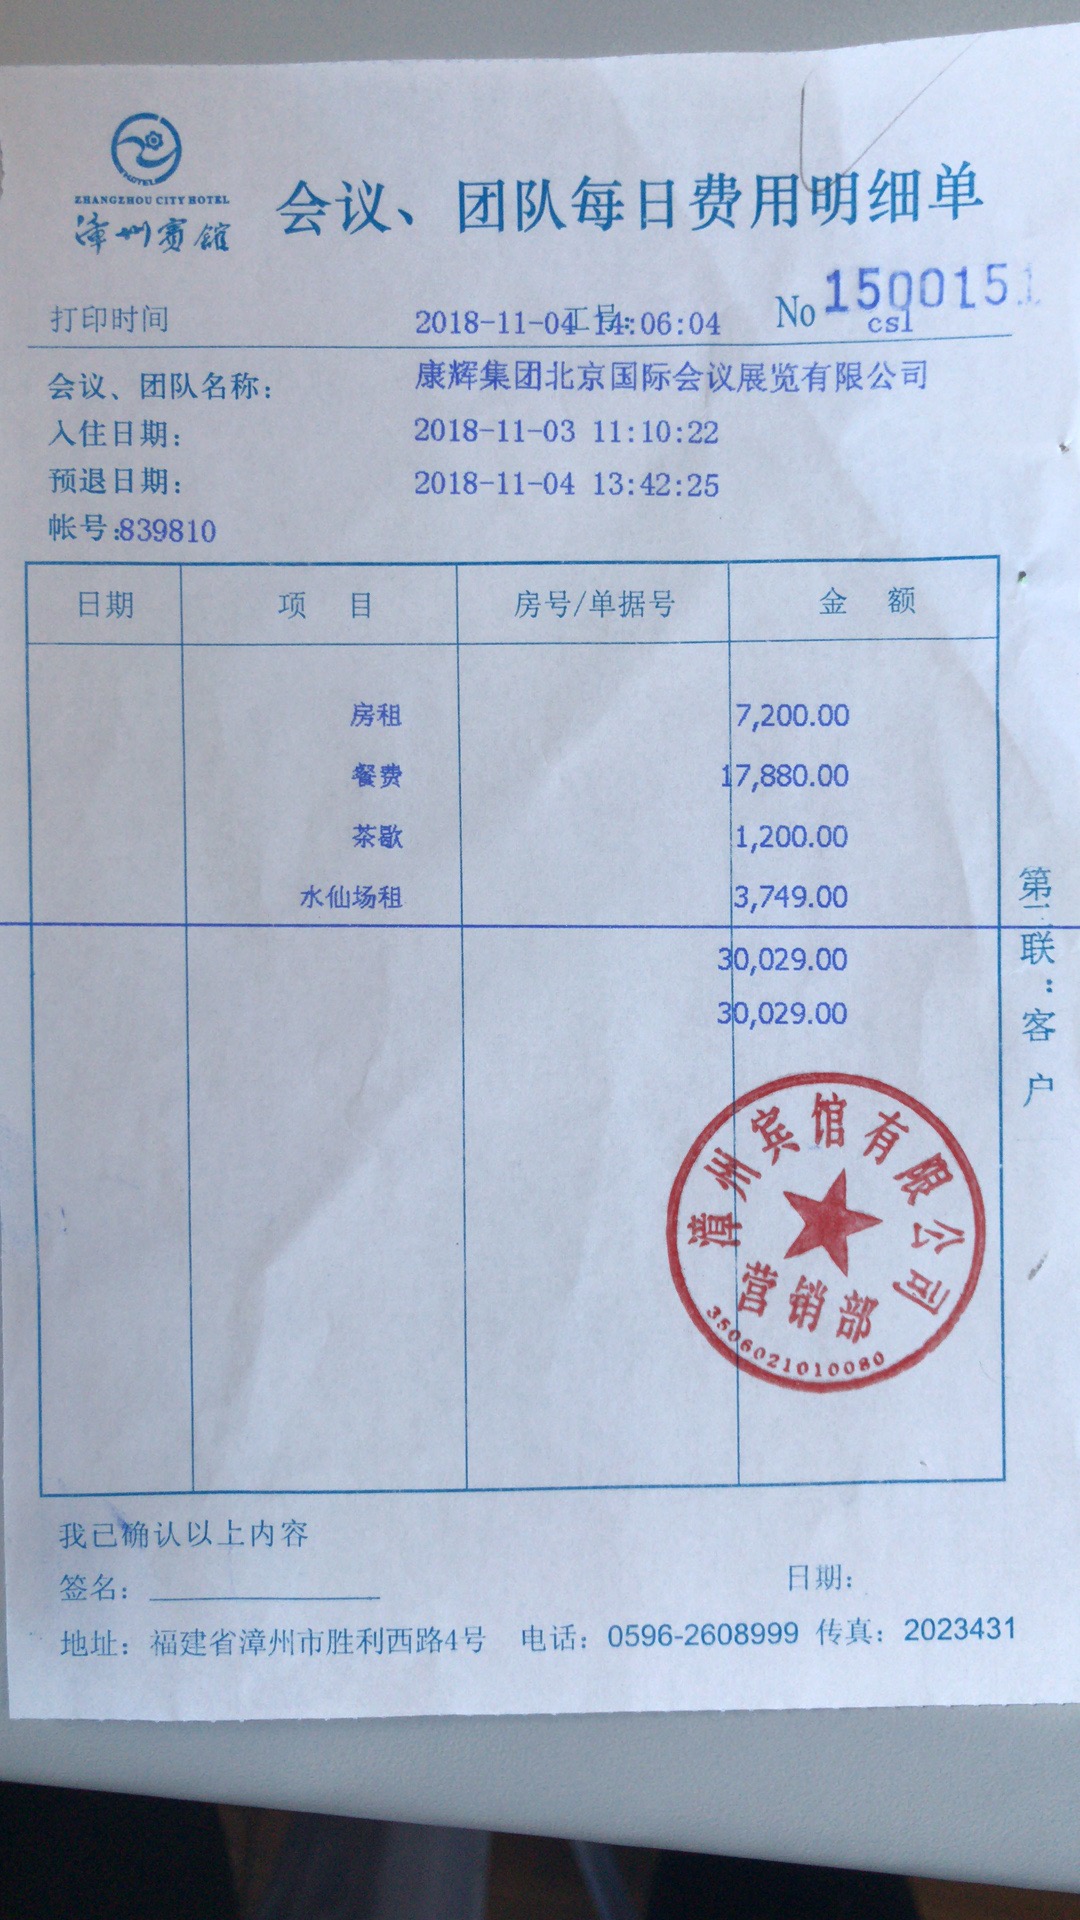 ZHANGZHOU CITY HOTEL
漳州宾馆
会议、团队每日费用明细单
No 1500151
打印时间 2018-11-04 14:06:04 工号: csl
会议、团队名称: 康辉集团北京国际会议展览有限公司
入住日期: 2018-11-03 11:10:22
预退日期: 2018-11-04 13:42:25
帐号:839810
日期 项目 房号/单据号 金额
房租 7,200.00
餐费 17,880.00
茶歇 1,200.00
水仙场租 3,749.00
30,029.00
30,029.00
第二联：客户
漳州宾馆有限公司
营销部
3506021010080
我已确认以上内容
签名: 日期:
地址: 福建省漳州市胜利西路4号 电话: 0596-2608999 传真: 2023431